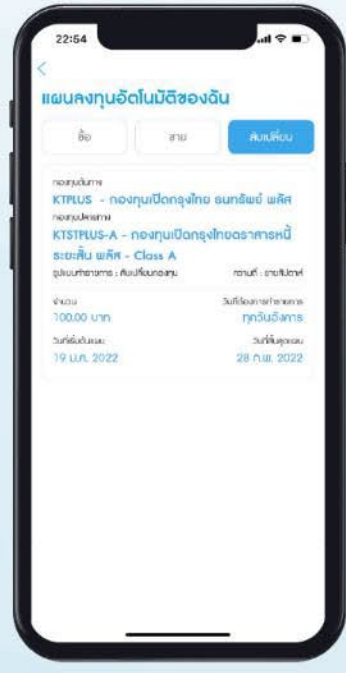 22:54
แผนลงทุนอัตโนมัติของฉัน
ซื้อ ขาย สับเปลี่ยน
กองทุนต้นทาง
KTPLUS - กองทุนเปิดกรุงไทย ธนทรัพย์ พลัส
กองทุนปลายทาง
KTSTPLUS-A - กองทุนเปิดกรุงไทยตราสารหนี้
ระยะสั้น พลัส - Class A
รูปแบบทำรายการ : สับเปลี่ยนกองทุน ความถี่ : รายสัปดาห์
จำนวน วันที่ต้องการทำรายการ
100.00 บาท ทุกวันอังคาร
วันที่เริ่มต้นแผน วันที่สิ้นสุดแผน
19 ม.ค. 2022 28 ก.พ. 2022